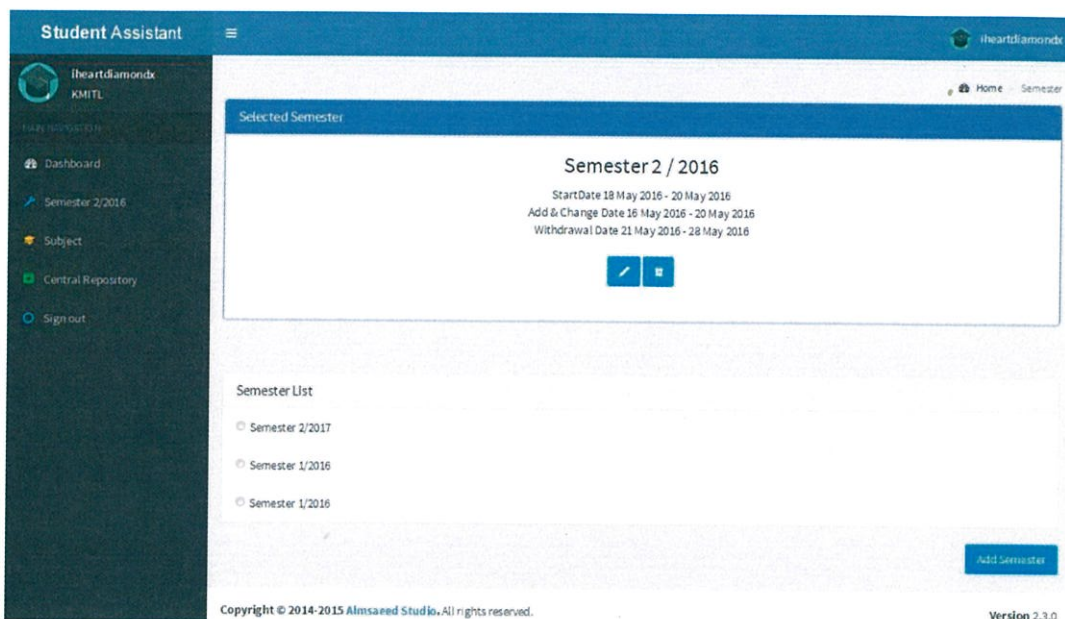 Student Assistant
iheartdiamondx
iheartdiamondx
KMITL
Home Semester
MAIN NAVIGATION
Dashboard
Semester 2/2016
Subject
Central Repository
Sign out
Selected Semester
Semester 2 / 2016
StartDate 18 May 2016 - 20 May 2016
Add & Change Date 16 May 2016 - 20 May 2016
Withdrawal Date 21 May 2016 - 28 May 2016
Semester List
Semester 2/2017
Semester 1/2016
Semester 1/2016
Add Semester
Copyright © 2014-2015 Almsaeed Studio. All rights reserved.
Version 2.3.0